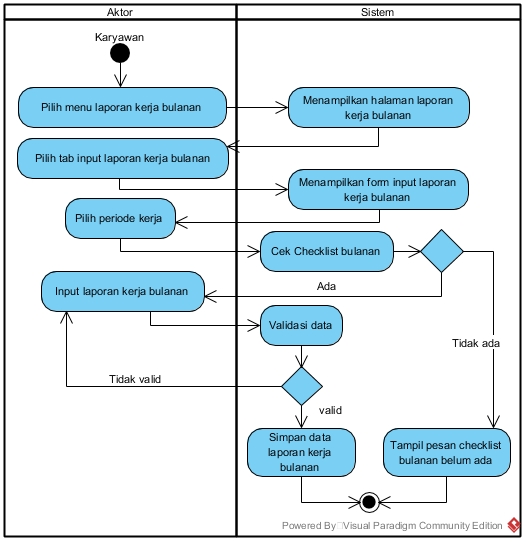 Aktor
Sistem
Karyawan
Pilih menu laporan kerja bulanan
Menampilkan halaman laporan
kerja bulanan
Pilih tab input laporan kerja bulanan
Menampilkan form input laporan
kerja bulanan
Pilih periode kerja
Cek Checklist bulanan
Ada
Input laporan kerja bulanan
Validasi data
Tidak ada
Tidak valid
valid
Simpan data
laporan kerja
bulanan
Tampil pesan checklist
bulanan belum ada
Powered By Visual Paradigm Community Edition